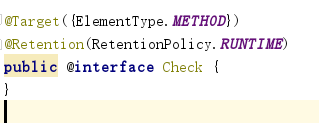 @Target({ElementType.METHOD})
@Retention(RetentionPolicy.RUNTIME)
public @interface Check {
}